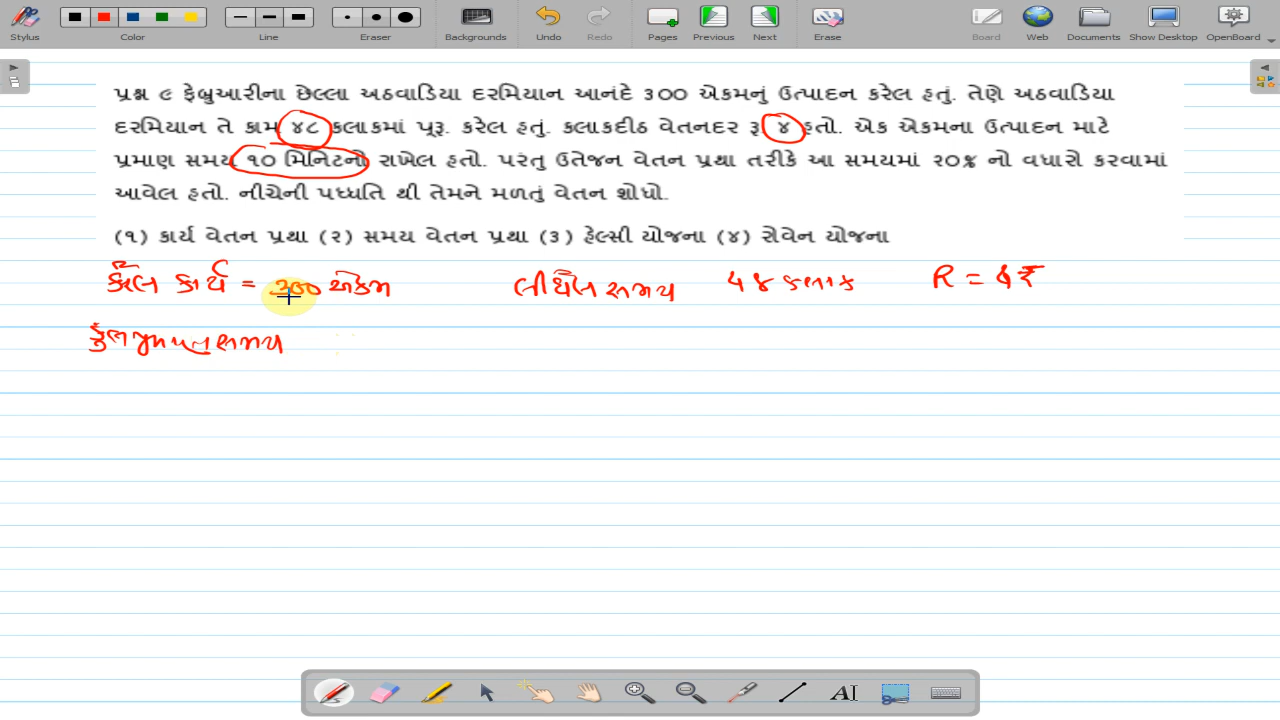 Stylus Color Line Eraser Backgrounds Undo Redo Pages Previous Next Erase Board Web Documents Show Desktop OpenBoard
પ્રશ્ન ૯ ફેબ્રુઆરીના છેલ્લા અઠવાડિયા દરમિયાન આનંદે ૩૦૦ એકમનું ઉત્પાદન કરેલ હતું. તેણે અઠવાડિયા
દરમિયાન તે કામ ૪૮ કલાકમાં પૂરૂ. કરેલ હતું. કલાકદીઠ વેતનદર રૂ ૪ હતો. એક એકમના ઉત્પાદન માટે
પ્રમાણ સમય ૧૦ મિનિટનો રાખેલ હતો. પરંતુ ઉતેજન વેતન પ્રથા તરીકે આ સમયમાં ૨૦% નો વધારો કરવામાં
આવેલ હતો. નીચેની પધ્ધતિ થી તેમને મળતું વેતન શોધો.
(૧) કાર્ય વેતન પ્રથા (૨) સમય વેતન પ્રથા (૩) હેલ્સી યોજના (૪) રોવેન યોજના
કરેલ કાર્ય = ૩૦૦ એકમ લીધેલ સમય ૪૮ કલાક R = ૪ ₹
કુલ સમય
AI